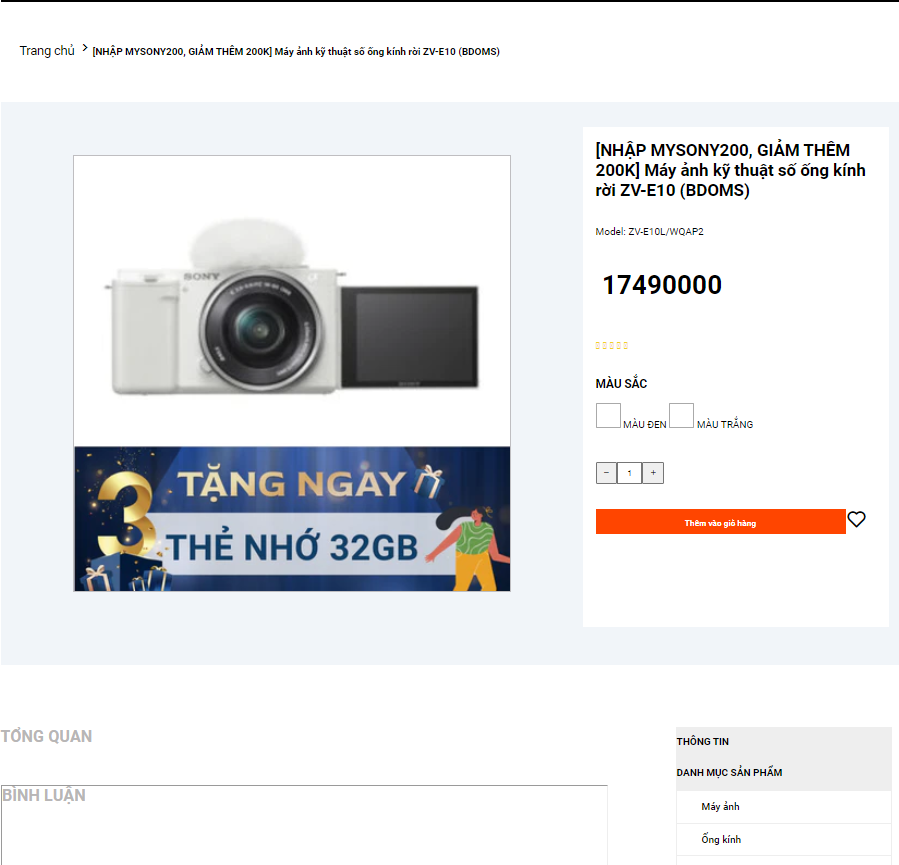 Trang chủ > [NHẬP MYSONY200, GIẢM THÊM 200K] Máy ảnh kỹ thuật số ống kính rời ZV-E10 (BDOMS)
SONY
SONY
3 TẶNG NGAY
THẺ NHỚ 32GB
[NHẬP MYSONY200, GIẢM THÊM
200K] Máy ảnh kỹ thuật số ống kính
rời ZV-E10 (BDOMS)
Model: ZV-E10L/WQAP2
17490000
MÀU SẮC
MÀU ĐEN MÀU TRẮNG
− 1 +
Thêm vào giỏ hàng
TỔNG QUAN
BÌNH LUẬN
THÔNG TIN
DANH MỤC SẢN PHẨM
Máy ảnh
Ống kính